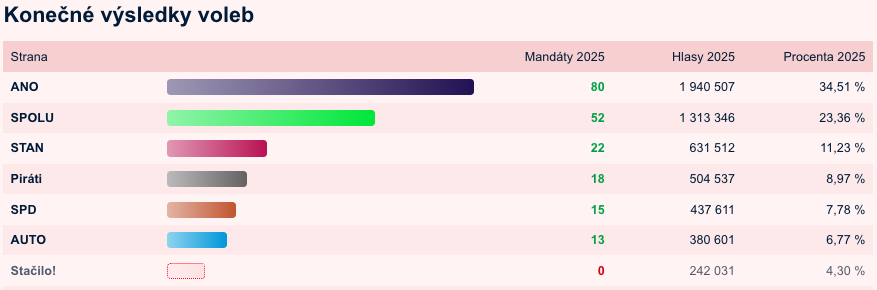 Konečné výsledky voleb
Strana Mandáty 2025 Hlasy 2025 Procenta 2025
ANO 80 1 940 507 34,51 %
SPOLU 52 1 313 346 23,36 %
STAN 22 631 512 11,23 %
Piráti 18 504 537 8,97 %
SPD 15 437 611 7,78 %
AUTO 13 380 601 6,77 %
Stačilo! 0 242 031 4,30 %